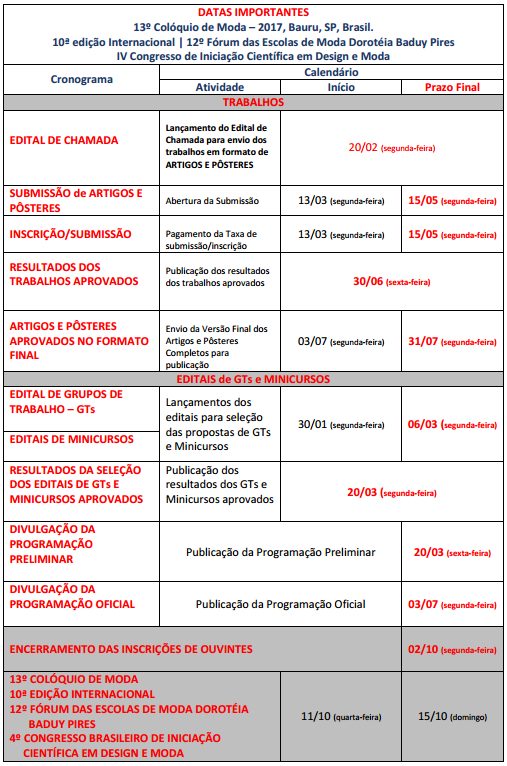 DATAS IMPORTANTES
13º Colóquio de Moda – 2017, Bauru, SP, Brasil.
10ª edição Internacional | 12º Fórum das Escolas de Moda Dorotéia Baduy Pires
IV Congresso de Iniciação Científica em Design e Moda
Cronograma
Calendário
Atividade Início Prazo Final
TRABALHOS
EDITAL DE CHAMADA
Lançamento do Edital de
Chamada para envio dos
trabalhos em formato de
ARTIGOS E PÔSTERES
20/02 (segunda-feira)
SUBMISSÃO de ARTIGOS E
PÔSTERES
Abertura da Submissão
13/03 (segunda-feira)
15/05 (segunda-feira)
INSCRIÇÃO/SUBMISSÃO
Pagamento da Taxa de
submissão/inscrição
13/03 (segunda-feira)
15/05 (segunda-feira)
RESULTADOS DOS
TRABALHOS APROVADOS
Publicação dos resultados
dos trabalhos aprovados
30/06 (sexta-feira)
ARTIGOS E PÔSTERES
APROVADOS NO FORMATO
FINAL
Envio da Versão Final dos
Artigos e Pôsteres
Completos para
publicação
03/07 (segunda-feira)
31/07 (segunda-feira)
EDITAIS de GTs e MINICURSOS
EDITAL DE GRUPOS DE
TRABALHO – GTs
EDITAIS DE MINICURSOS
Lançamentos dos
editais para seleção
das propostas de GTs
e Minicursos
30/01 (segunda-feira)
06/03 (segunda-feira)
RESULTADOS DA SELEÇÃO
DOS EDITAIS DE GTs E
MINICURSOS APROVADOS
Publicação dos
resultados dos GTs e
Minicursos aprovados
20/03 (segunda-feira)
DIVULGAÇÃO DA
PROGRAMAÇÃO
PRELIMINAR
Publicação da Programação Preliminar
20/03 (sexta-feira)
DIVULGAÇÃO DA
PROGRAMAÇÃO OFICIAL
Publicação da Programação Oficial
03/07 (segunda-feira)
ENCERRAMENTO DAS INSCRIÇÕES DE OUVINTES
02/10 (segunda-feira)
13º COLÓQUIO DE MODA
10ª EDIÇÃO INTERNACIONAL
12º FÓRUM DAS ESCOLAS DE MODA DOROTÉIA
BADUY PIRES
4º CONGRESSO BRASILEIRO DE INICIAÇÃO
CIENTÍFICA EM DESIGN E MODA
11/10 (quarta-feira)
15/10 (domingo)